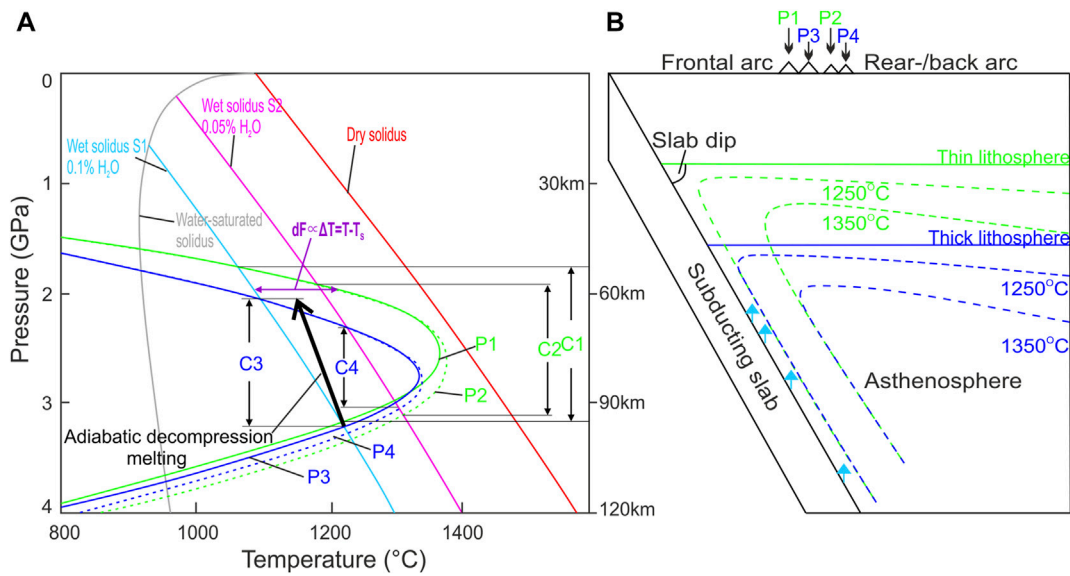 A
Pressure (GPa)
0
1
2
3
4
800
1000
1200
1400
Temperature (°C)
30km
60km
90km
120km
Wet solidus S2
0.05% H₂O
Wet solidus S1
0.1% H₂O
Dry solidus
Water-saturated
solidus
dF∝ΔT=T-Tₛ
C3
C4
C2
C1
P1
P2
Adiabatic decompression
melting
P4
P3
B
P1
P2
P3
P4
Frontal arc
Rear-/back arc
Slab dip
Thin lithosphere
1250°C
1350°C
Thick lithosphere
1250°C
1350°C
Subducting slab
Asthenosphere